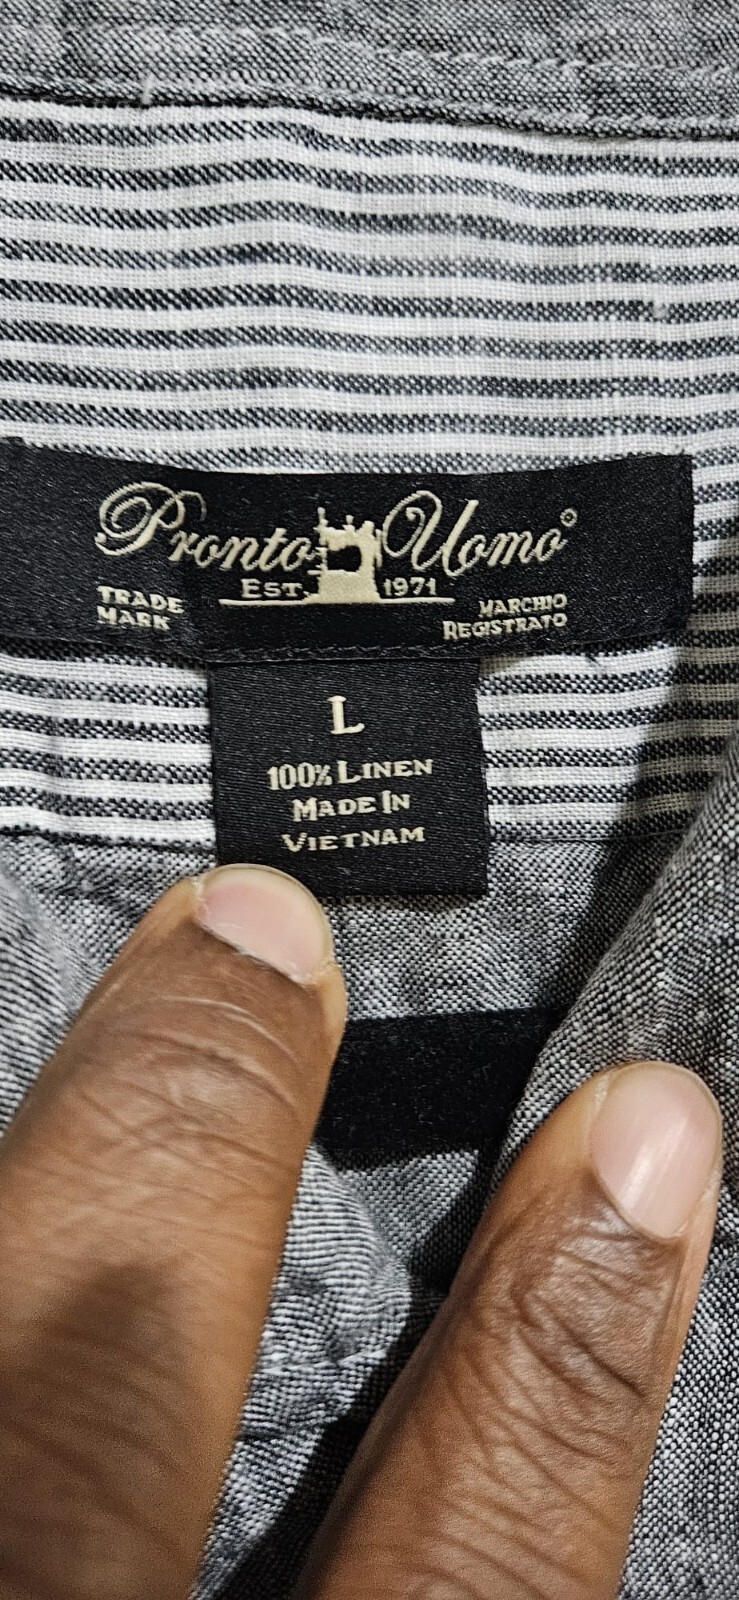 Pronto Uomo®
EST. 1971
TRADE
MARK
MARCHIO
REGISTRATO
L
100% LINEN
MADE IN
VIETNAM